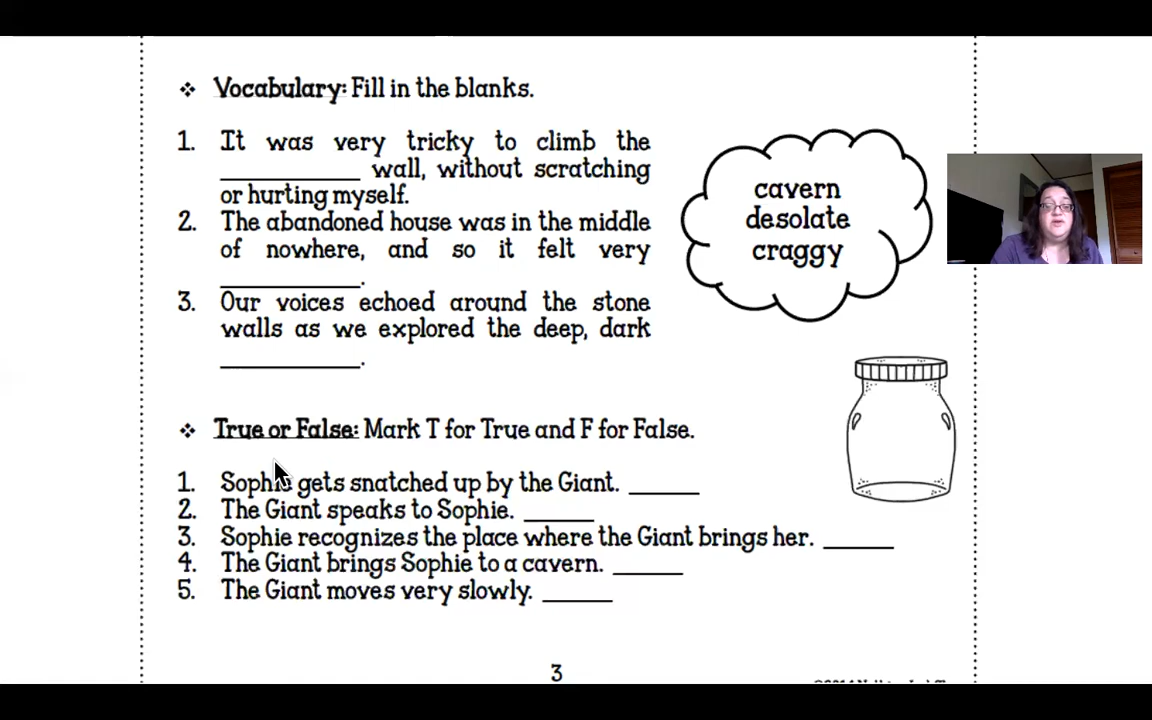 ❖ Vocabulary: Fill in the blanks.
1. It was very tricky to climb the
____________ wall, without scratching
or hurting myself.
2. The abandoned house was in the middle
of nowhere, and so it felt very
____________.
3. Our voices echoed around the stone
walls as we explored the deep, dark
____________.
cavern
desolate
craggy
❖ True or False: Mark T for True and F for False.
1. Sophie gets snatched up by the Giant. ______
2. The Giant speaks to Sophie. ______
3. Sophie recognizes the place where the Giant brings her. ______
4. The Giant brings Sophie to a cavern. ______
5. The Giant moves very slowly. ______
3